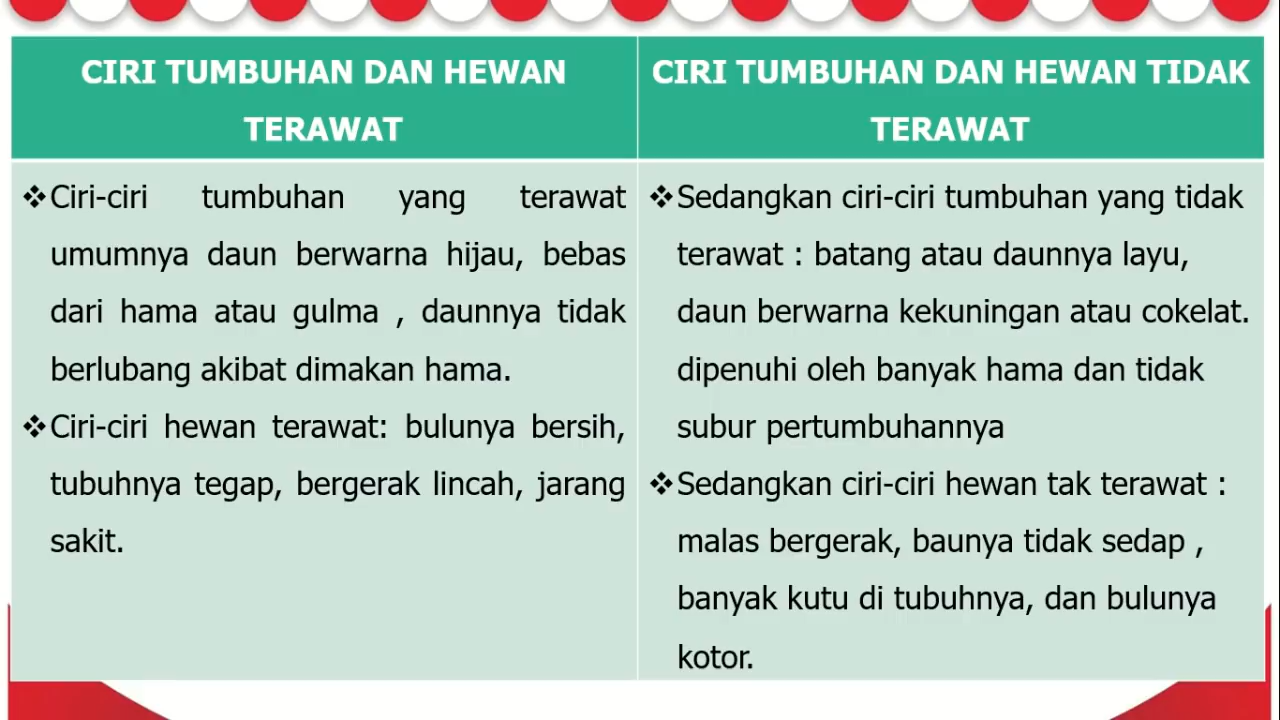 CIRI TUMBUHAN DAN HEWAN
TERAWAT
CIRI TUMBUHAN DAN HEWAN TIDAK
TERAWAT
❖Ciri-ciri tumbuhan yang terawat
umumnya daun berwarna hijau, bebas
dari hama atau gulma , daunnya tidak
berlubang akibat dimakan hama.
❖Ciri-ciri hewan terawat: bulunya bersih,
tubuhnya tegap, bergerak lincah, jarang
sakit.
❖Sedangkan ciri-ciri tumbuhan yang tidak
terawat : batang atau daunnya layu,
daun berwarna kekuningan atau cokelat.
dipenuhi oleh banyak hama dan tidak
subur pertumbuhannya
❖Sedangkan ciri-ciri hewan tak terawat :
malas bergerak, baunya tidak sedap ,
banyak kutu di tubuhnya, dan bulunya
kotor.